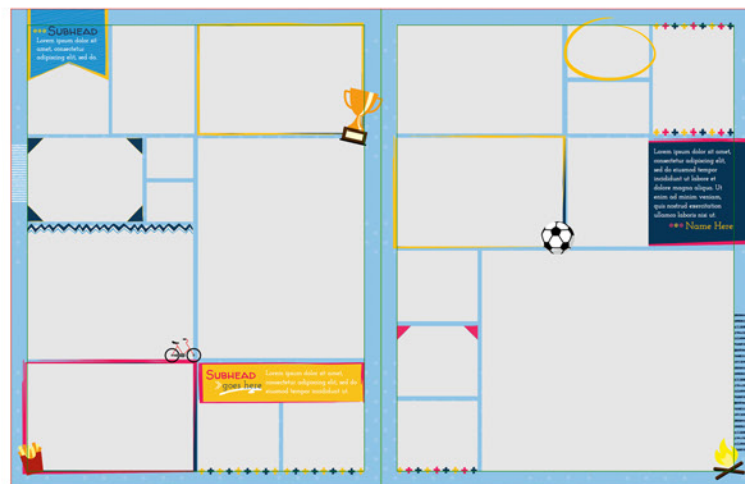 Subhead
Lorem ipsum dolor sit
amet, consectetur
adipiscing elit, sed do.
Lorem ipsum dolor sit amet,
consectetur adipiscing elit,
sed do eiusmod tempor
incididunt ut labore et
dolore magna aliqua. Ut
enim ad minim veniam,
quis nostrud exercitation
ullamco laboris nisi ut.
Name Here
Subhead
goes here
Lorem ipsum dolor sit amet,
consectetur adipiscing elit, sed do
eiusmod tempor incididunt ut.